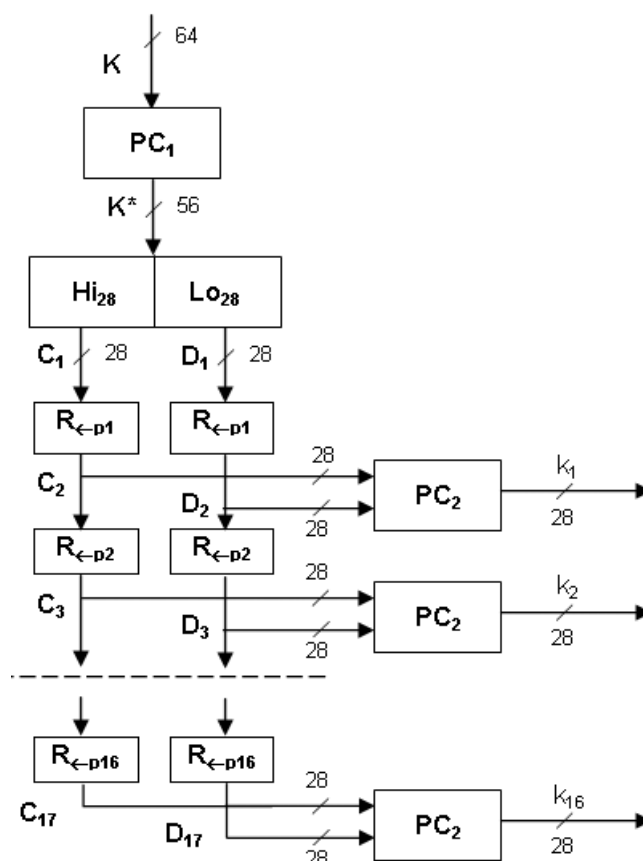 64
K
PC₁
K* 56
Hi₂₈ Lo₂₈
C₁ 28 D₁ 28
R←p1 R←p1
28 k₁
C₂ PC₂
D₂ 28 28
R←p2 R←p2
28 k₂
C₃ PC₂
D₃ 28 28
R←p16 R←p16
28 k₁₆
C₁₇ PC₂
D₁₇ 28 28